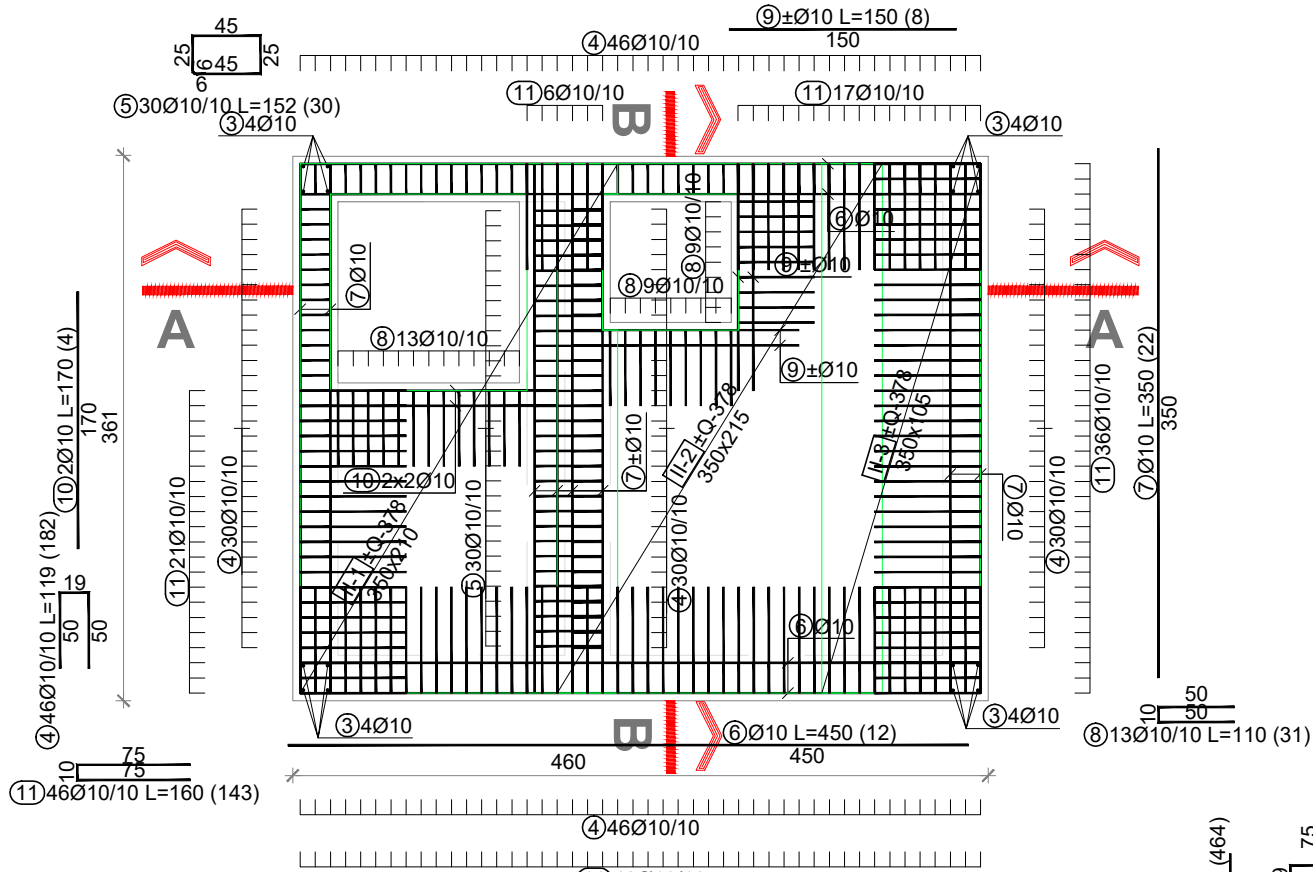 ⑨±Ø10 L=150 (8)
150
45
25
45
25
6
6
⑤30Ø10/10 L=152 (30)
④46Ø10/10
⑪6Ø10/10
⑪17Ø10/10
B
③4Ø10
③4Ø10
⑥Ø10
⑧9Ø10/10
⑨±Ø10
⑦Ø10
⑧9Ø10/10
A
A
⑧13Ø10/10
⑨±Ø10
⑩2Ø10 L=170 (4)
170
361
⑦Ø10 L=350 (22)
350
⑪36Ø10/10
[II-2]±Q-378
350x215
[II-3]±Q-378
350x105
⑦±Ø10
⑩2x2Ø10
⑦Ø10
⑪21Ø10/10
④30Ø10/10
[II-1]±Q-378
350x210
⑤30Ø10/10
④30Ø10/10
④30Ø10/10
④46Ø10/10 L=119 (182)
19
50
50
⑥Ø10
③4Ø10
③4Ø10
B
⑥Ø10 L=450 (12)
460
450
50
10
50
⑧13Ø10/10 L=110 (31)
75
10
75
⑪46Ø10/10 L=160 (143)
④46Ø10/10
(464)
75